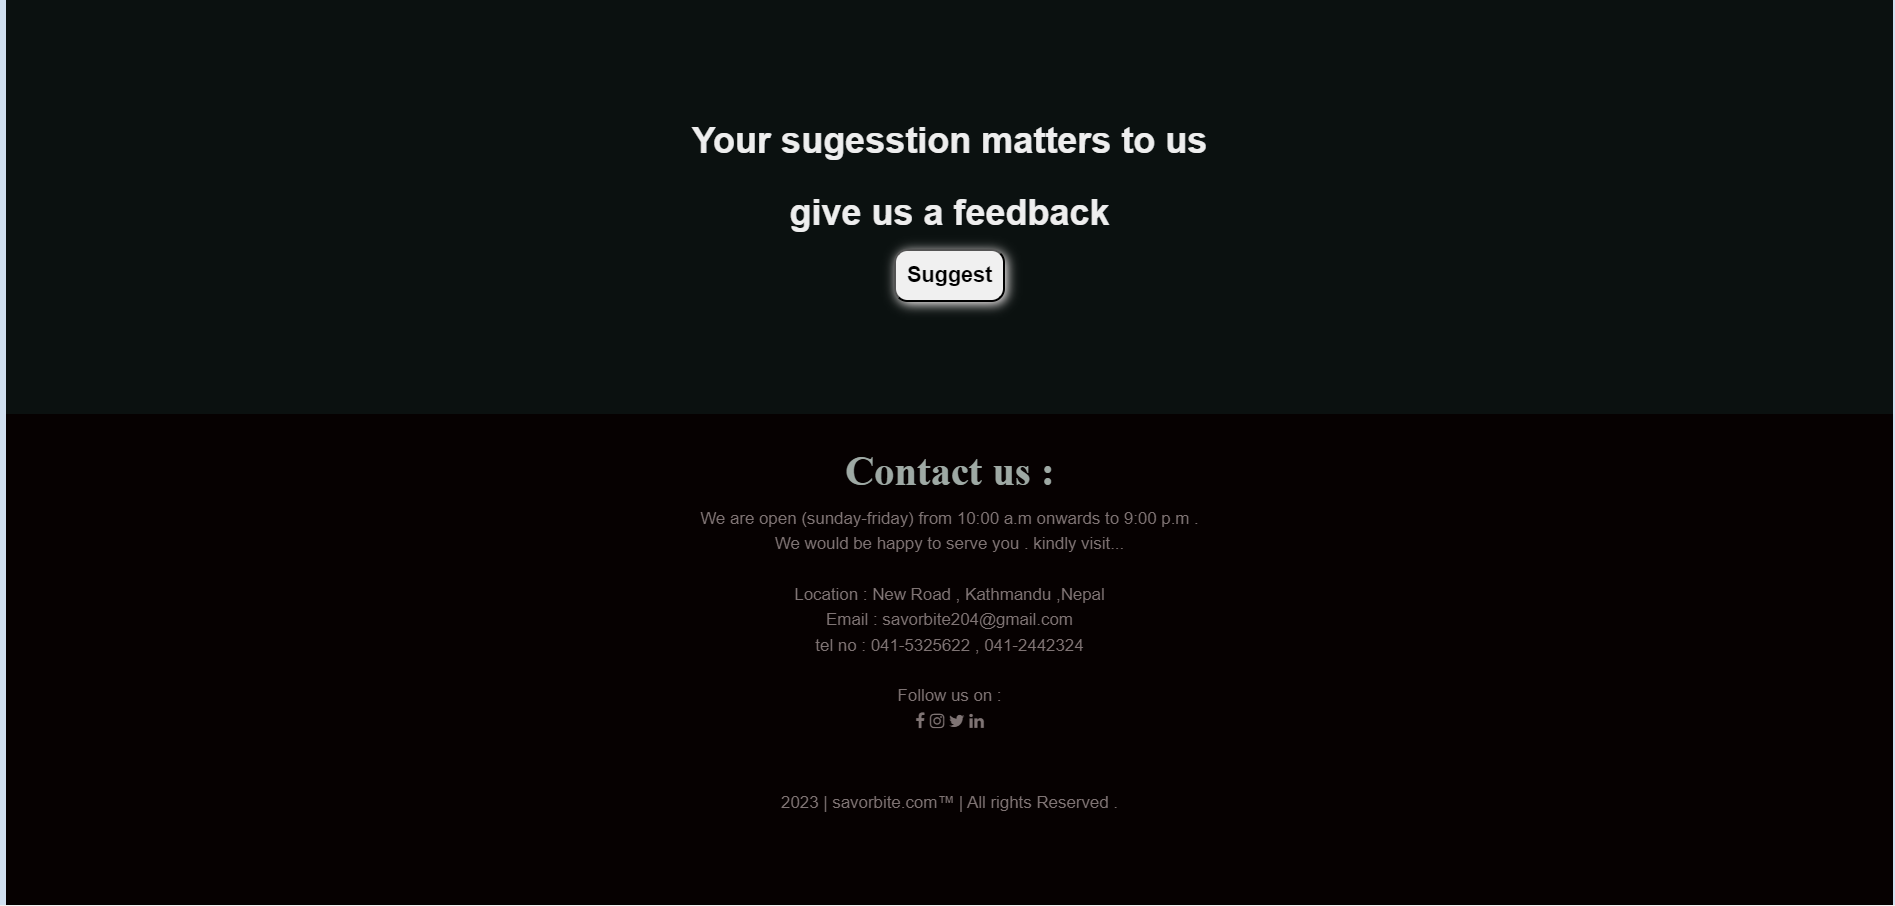 Your sugesstion matters to us
give us a feedback
Suggest
Contact us :
We are open (sunday-friday) from 10:00 a.m onwards to 9:00 p.m .
We would be happy to serve you . kindly visit...
Location : New Road , Kathmandu ,Nepal
Email : savorbite204@gmail.com
tel no : 041-5325622 , 041-2442324
Follow us on :
2023 | savorbite.com™ | All rights Reserved .